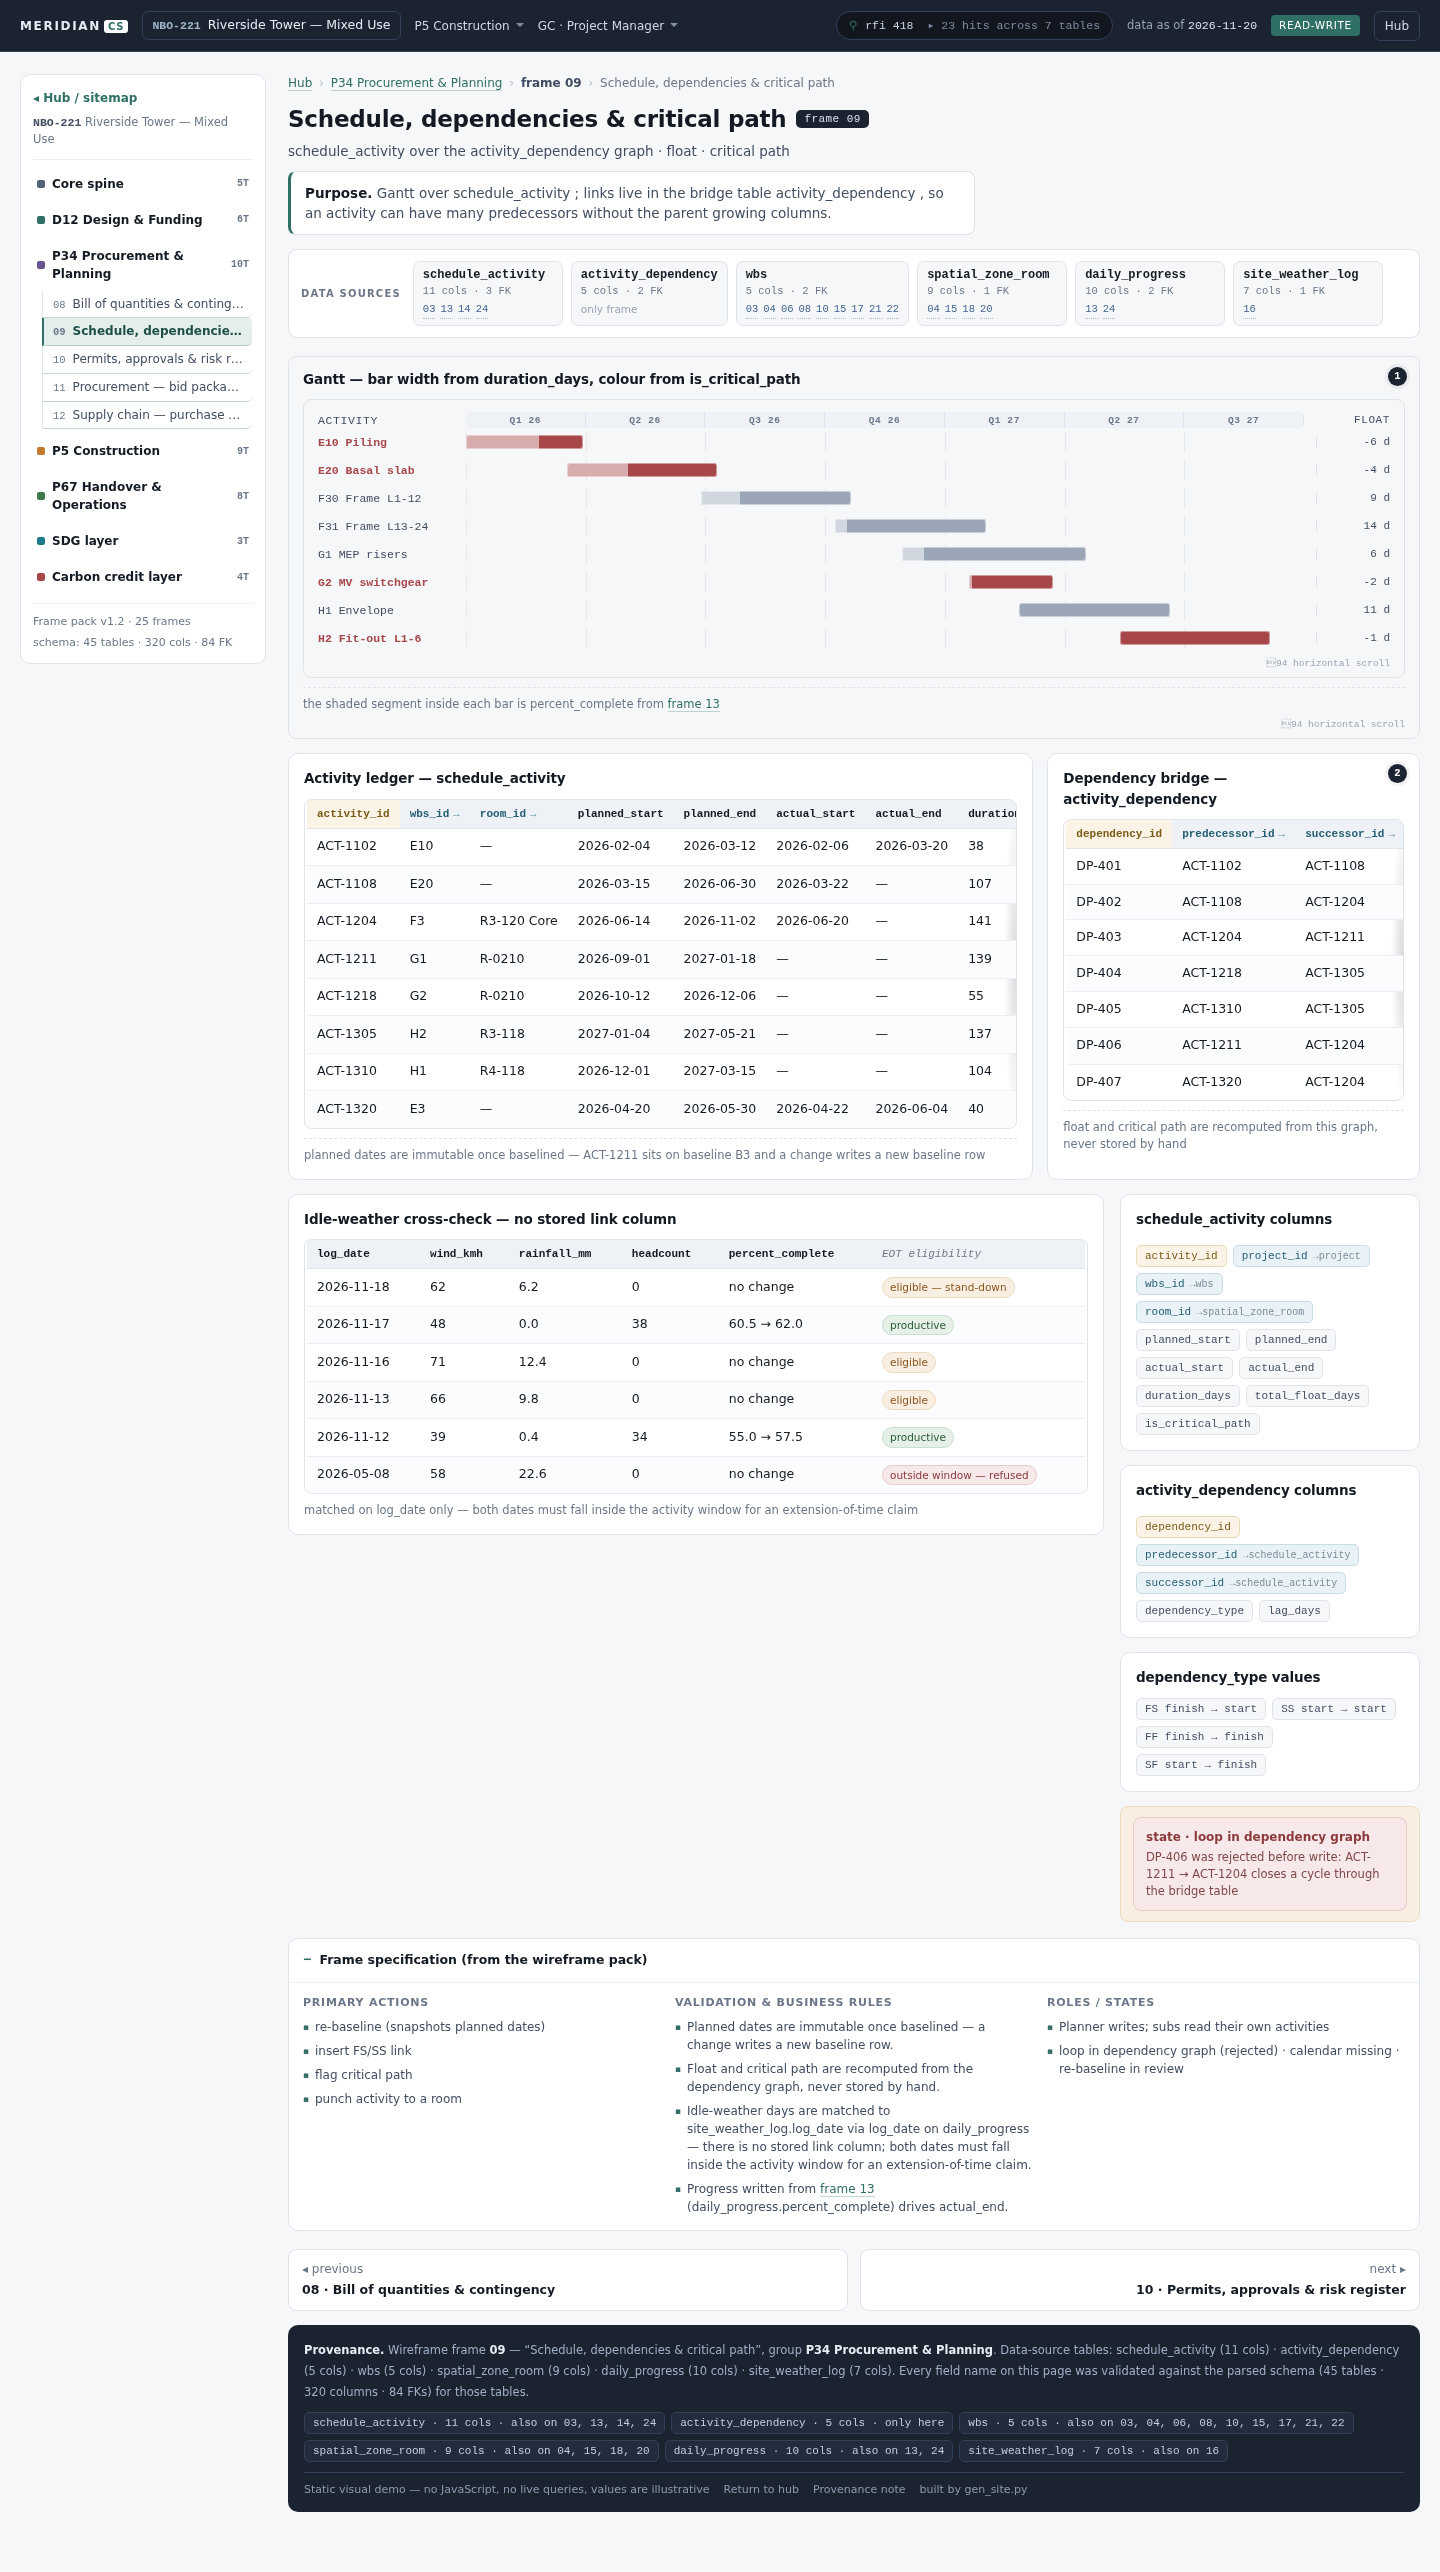 MERIDIAN CS NBO-221 Riverside Tower — Mixed Use P5 Construction GC · Project Manager rfi 418 ▸ 23 hits across 7 tables data as of 2026-11-20 READ-WRITE Hub
◂ Hub / sitemap
NBO-221 Riverside Tower — Mixed
Use
Core spine 5T
D12 Design & Funding 6T
P34 Procurement &
Planning 10T
08 Bill of quantities & conting…
09 Schedule, dependencie…
10 Permits, approvals & risk r…
11 Procurement — bid packa…
12 Supply chain — purchase …
P5 Construction 9T
P67 Handover &
Operations 8T
SDG layer 3T
Carbon credit layer 4T
Frame pack v1.2 · 25 frames
schema: 45 tables · 320 cols · 84 FK
Hub › P34 Procurement & Planning › frame 09 › Schedule, dependencies & critical path
Schedule, dependencies & critical path frame 09
schedule_activity over the activity_dependency graph · float · critical path
Purpose. Gantt over schedule_activity ; links live in the bridge table activity_dependency , so
an activity can have many predecessors without the parent growing columns.
DATA SOURCES
schedule_activity
11 cols · 3 FK
03 13 14 24
activity_dependency
5 cols · 2 FK
only frame
wbs
5 cols · 2 FK
03 04 06 08 10 15 17 21 22
spatial_zone_room
9 cols · 1 FK
04 15 18 20
daily_progress
10 cols · 2 FK
13 24
site_weather_log
7 cols · 1 FK
16
Gantt — bar width from duration_days, colour from is_critical_path 1
ACTIVITY Q1 26 Q2 26 Q3 26 Q4 26 Q1 27 Q2 27 Q3 27 FLOAT
E10 Piling -6 d
E20 Basal slab -4 d
F30 Frame L1-12 9 d
F31 Frame L13-24 14 d
G1 MEP risers 6 d
G2 MV switchgear -2 d
H1 Envelope 11 d
H2 Fit-out L1-6 -1 d
94 horizontal scroll
the shaded segment inside each bar is percent_complete from frame 13
94 horizontal scroll
Activity ledger — schedule_activity
activity_id wbs_id → room_id → planned_start planned_end actual_start actual_end duration
ACT-1102 E10 — 2026-02-04 2026-03-12 2026-02-06 2026-03-20 38
ACT-1108 E20 — 2026-03-15 2026-06-30 2026-03-22 — 107
ACT-1204 F3 R3-120 Core 2026-06-14 2026-11-02 2026-06-20 — 141
ACT-1211 G1 R-0210 2026-09-01 2027-01-18 — — 139
ACT-1218 G2 R-0210 2026-10-12 2026-12-06 — — 55
ACT-1305 H2 R3-118 2027-01-04 2027-05-21 — — 137
ACT-1310 H1 R4-118 2026-12-01 2027-03-15 — — 104
ACT-1320 E3 — 2026-04-20 2026-05-30 2026-04-22 2026-06-04 40
planned dates are immutable once baselined — ACT-1211 sits on baseline B3 and a change writes a new baseline row
Dependency bridge — 2
activity_dependency
dependency_id predecessor_id → successor_id →
DP-401 ACT-1102 ACT-1108
DP-402 ACT-1108 ACT-1204
DP-403 ACT-1204 ACT-1211
DP-404 ACT-1218 ACT-1305
DP-405 ACT-1310 ACT-1305
DP-406 ACT-1211 ACT-1204
DP-407 ACT-1320 ACT-1204
float and critical path are recomputed from this graph,
never stored by hand
Idle-weather cross-check — no stored link column
log_date wind_kmh rainfall_mm headcount percent_complete EOT eligibility
2026-11-18 62 6.2 0 no change eligible — stand-down
2026-11-17 48 0.0 38 60.5 → 62.0 productive
2026-11-16 71 12.4 0 no change eligible
2026-11-13 66 9.8 0 no change eligible
2026-11-12 39 0.4 34 55.0 → 57.5 productive
2026-05-08 58 22.6 0 no change outside window — refused
matched on log_date only — both dates must fall inside the activity window for an extension-of-time claim
schedule_activity columns
activity_id project_id →project
wbs_id →wbs
room_id →spatial_zone_room
planned_start planned_end
actual_start actual_end
duration_days total_float_days
is_critical_path
activity_dependency columns
dependency_id
predecessor_id →schedule_activity
successor_id →schedule_activity
dependency_type lag_days
dependency_type values
FS finish → start SS start → start
FF finish → finish
SF start → finish
state · loop in dependency graph
DP-406 was rejected before write: ACT-
1211 → ACT-1204 closes a cycle through
the bridge table
− Frame specification (from the wireframe pack)
PRIMARY ACTIONS
▪ re-baseline (snapshots planned dates)
▪ insert FS/SS link
▪ flag critical path
▪ punch activity to a room
VALIDATION & BUSINESS RULES
▪ Planned dates are immutable once baselined — a
change writes a new baseline row.
▪ Float and critical path are recomputed from the
dependency graph, never stored by hand.
▪ Idle-weather days are matched to
site_weather_log.log_date via log_date on daily_progress
— there is no stored link column; both dates must fall
inside the activity window for an extension-of-time claim.
▪ Progress written from frame 13
(daily_progress.percent_complete) drives actual_end.
ROLES / STATES
▪ Planner writes; subs read their own activities
▪ loop in dependency graph (rejected) · calendar missing ·
re-baseline in review
◂ previous
08 · Bill of quantities & contingency
next ▸
10 · Permits, approvals & risk register
Provenance. Wireframe frame 09 — “Schedule, dependencies & critical path”, group P34 Procurement & Planning. Data-source tables: schedule_activity (11 cols) · activity_dependency
(5 cols) · wbs (5 cols) · spatial_zone_room (9 cols) · daily_progress (10 cols) · site_weather_log (7 cols). Every field name on this page was validated against the parsed schema (45 tables ·
320 columns · 84 FKs) for those tables.
schedule_activity · 11 cols · also on 03, 13, 14, 24 activity_dependency · 5 cols · only here wbs · 5 cols · also on 03, 04, 06, 08, 10, 15, 17, 21, 22
spatial_zone_room · 9 cols · also on 04, 15, 18, 20 daily_progress · 10 cols · also on 13, 24 site_weather_log · 7 cols · also on 16
Static visual demo — no JavaScript, no live queries, values are illustrative Return to hub Provenance note built by gen_site.py